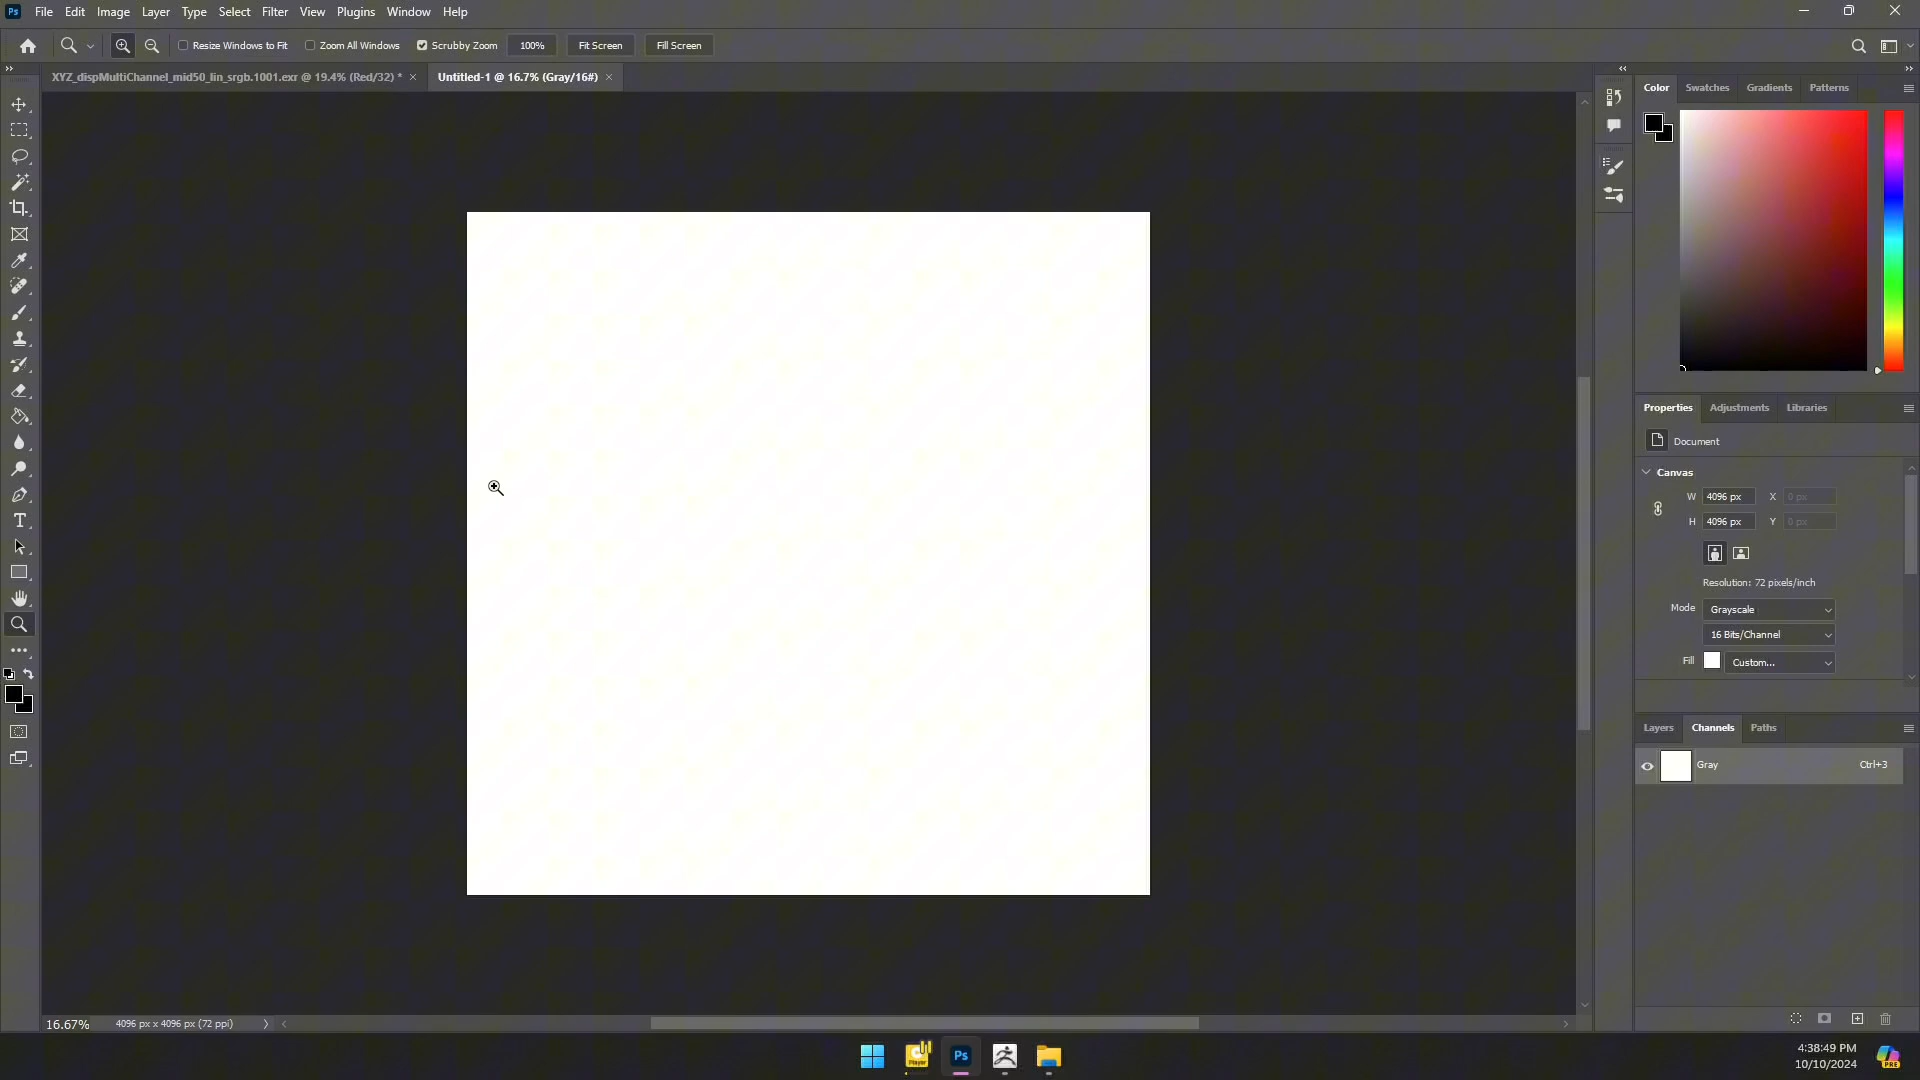 Ps File Edit Image Layer Type Select Filter View Plugins Window Help
Resize Windows to Fit Zoom All Windows Scrubby Zoom 100% Fit Screen Fill Screen
XYZ_dispMultiChannel_mid50_lin_srgb.1001.exr @ 19.4% (Red/32) * × Untitled-1 @ 16.7% (Gray/16#) ×
Color Swatches Gradients Patterns
Properties Adjustments Libraries
Document
Canvas
W 4096 px X 0 px
H 4096 px Y 0 px
Resolution: 72 pixels/inch
Mode Grayscale
16 Bits/Channel
Fill Custom...
Layers Channels Paths
Gray Ctrl+3
16.67% 4096 px x 4096 px (72 ppi)
Player Ps
4:38:49 PM
10/10/2024
PRE